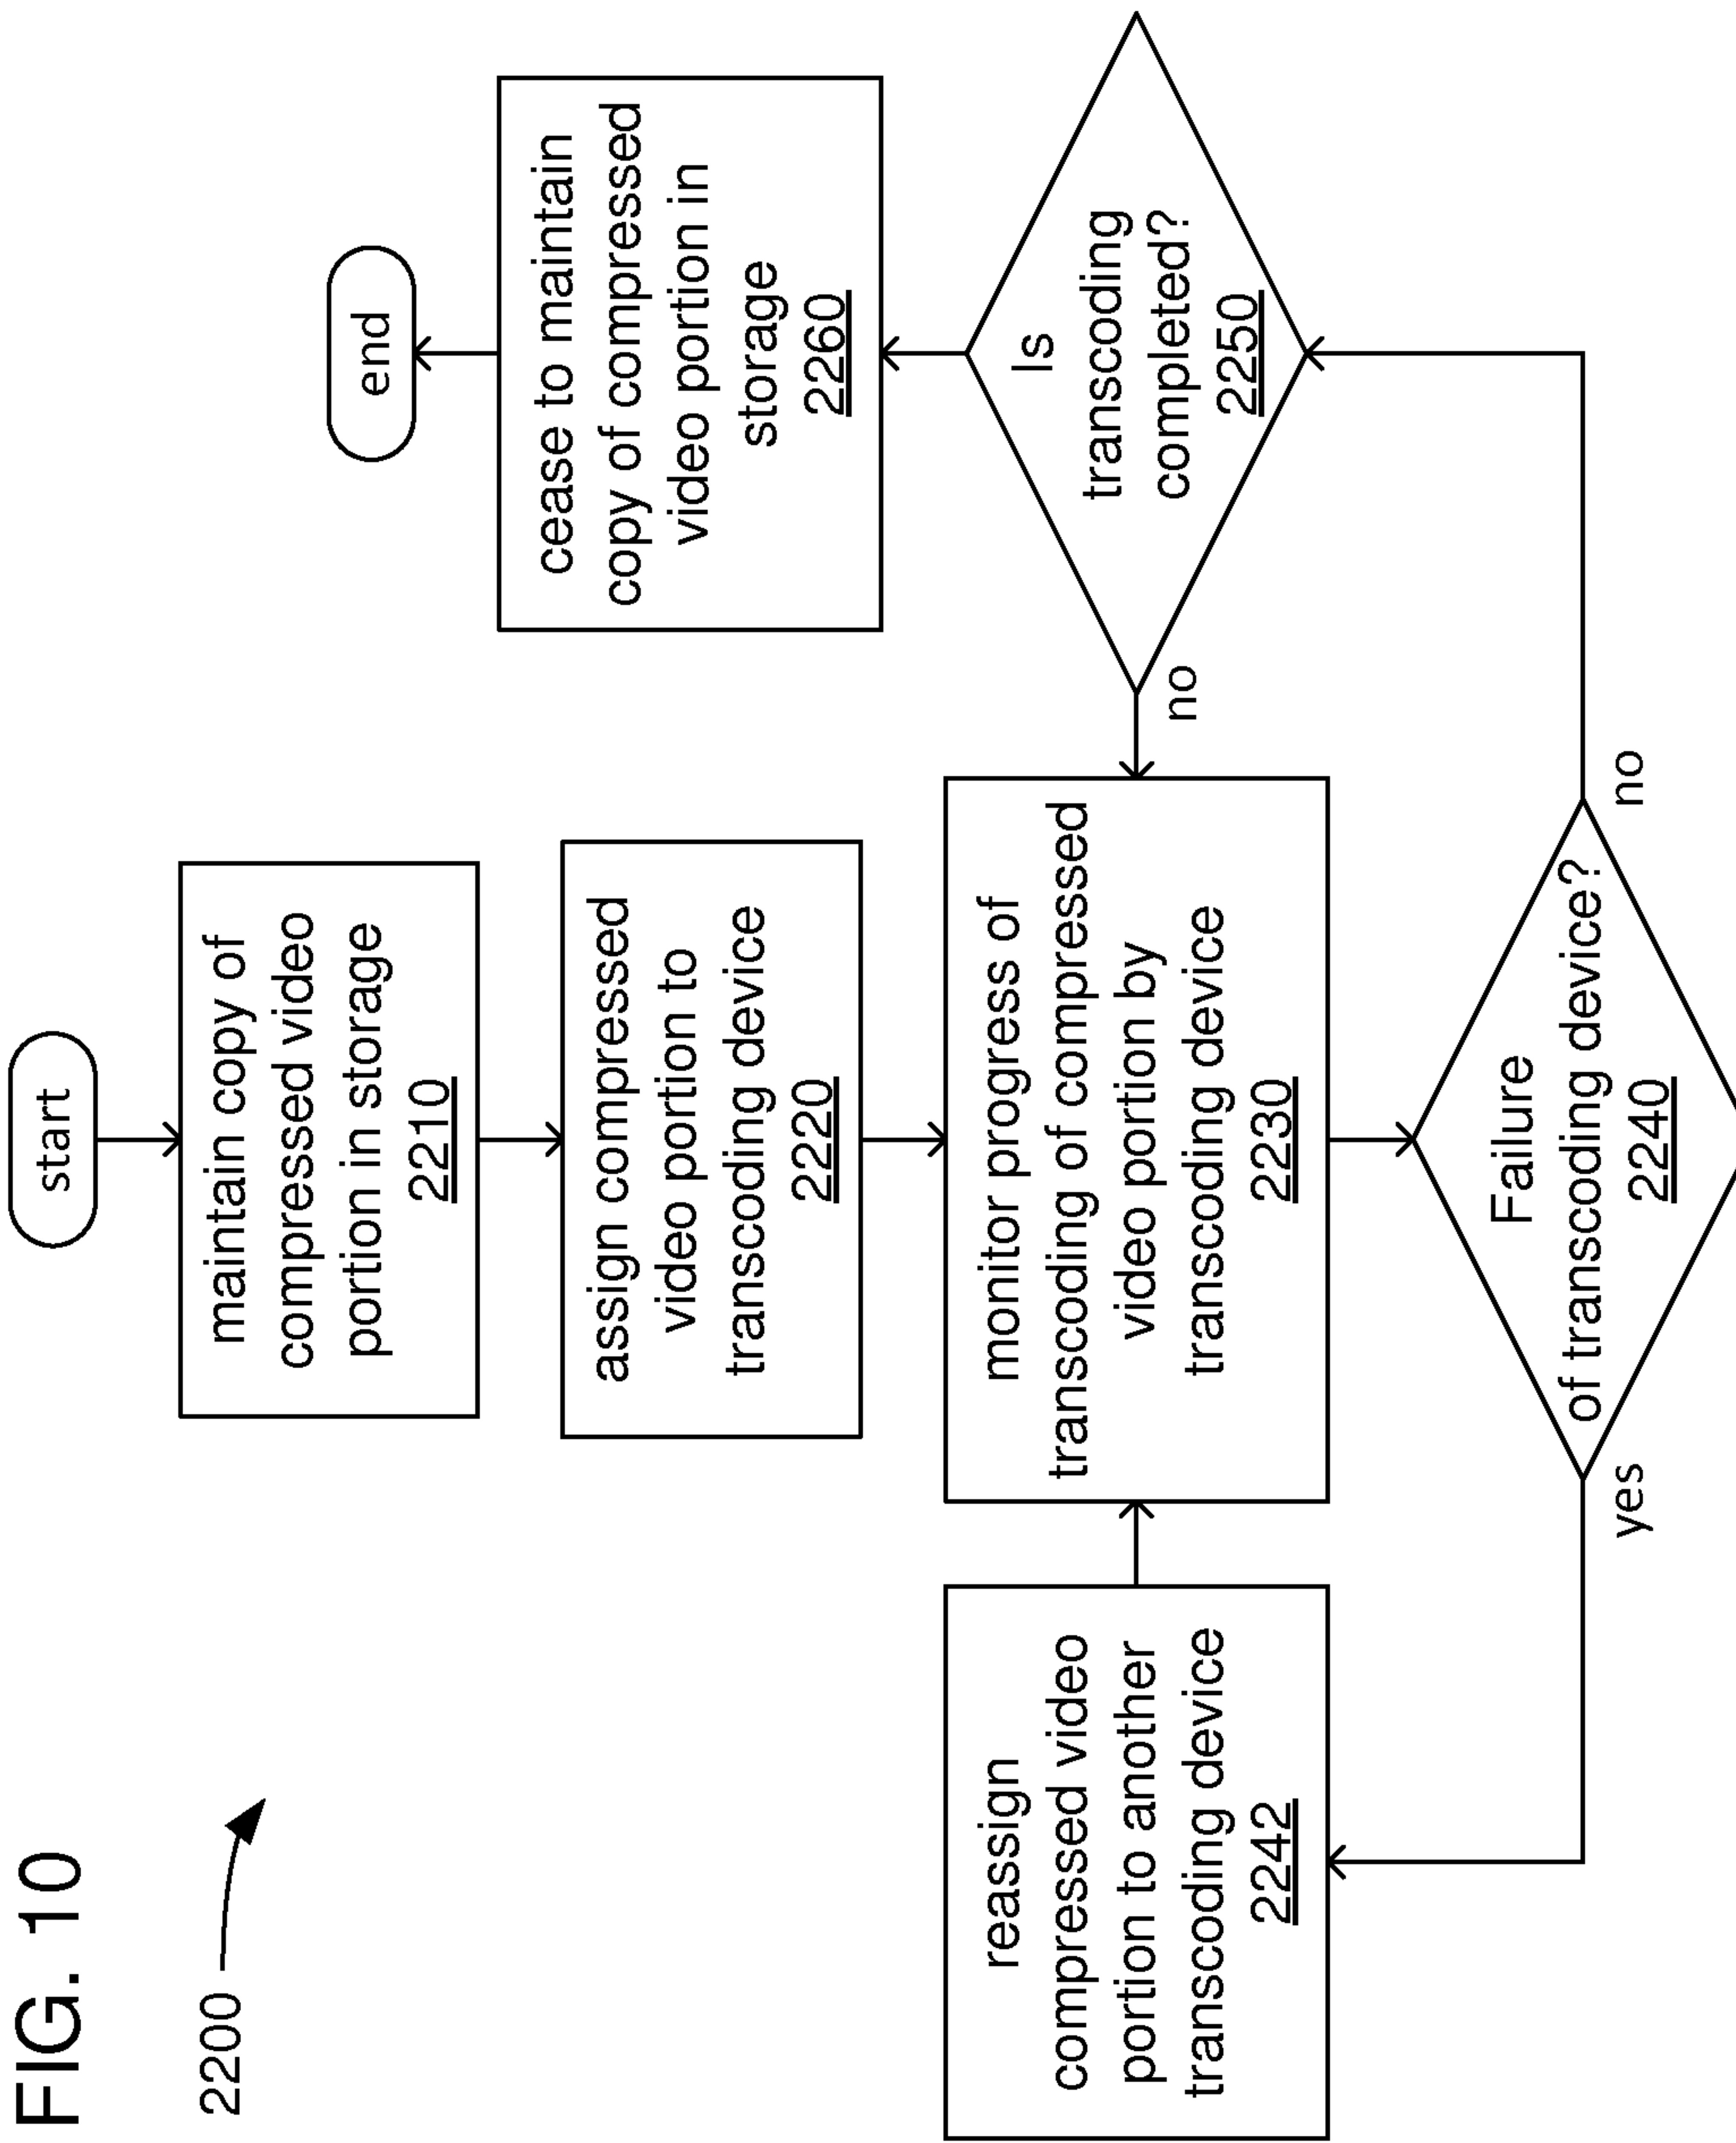 FIG. 10
2200
start
maintain copy of
compressed video
portion in storage
2210
assign compressed
video portion to
transcoding device
2220
monitor progress of
transcoding of compressed
video portion by
transcoding device
2230
Failure
of transcoding device?
2240
yes
no
reassign
compressed video
portion to another
transcoding device
2242
Is
transcoding
completed?
2250
no
cease to maintain
copy of compressed
video portion in
storage
2260
end